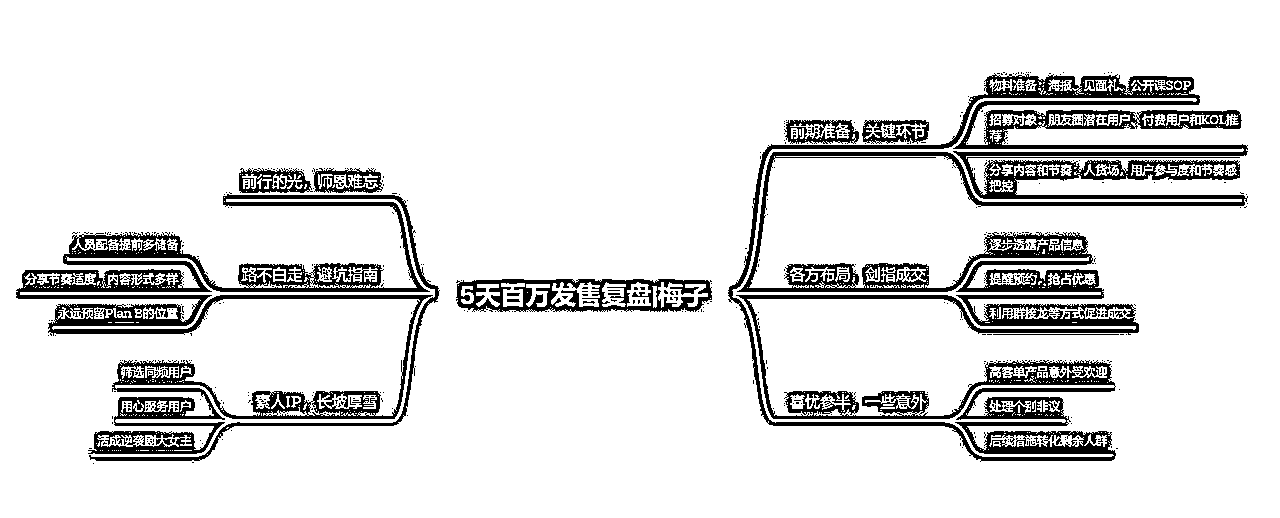 5天百万发售复盘|梅子
前期准备，关键环节
物料准备：海报、见面礼、公开课SOP
招募对象：朋友圈潜在用户、付费用户和KOL推
荐
分享内容和节奏：人货场、用户参与度和节奏感
把控
各方布局，剑指成交
逐步透露产品信息
提醒预约，抢占优惠
利用群接龙等方式促进成交
喜忧参半，一些意外
高客单产品意外受欢迎
处理个别非议
后续措施转化剩余人群
前行的光，师恩难忘
路不白走，避坑指南
人员配备提前多储备
分享节奏适度，内容形式多样
永远预留Plan B的位置
素人IP，长坡厚雪
筛选同频用户
用心服务用户
活成逆袭剧大女主